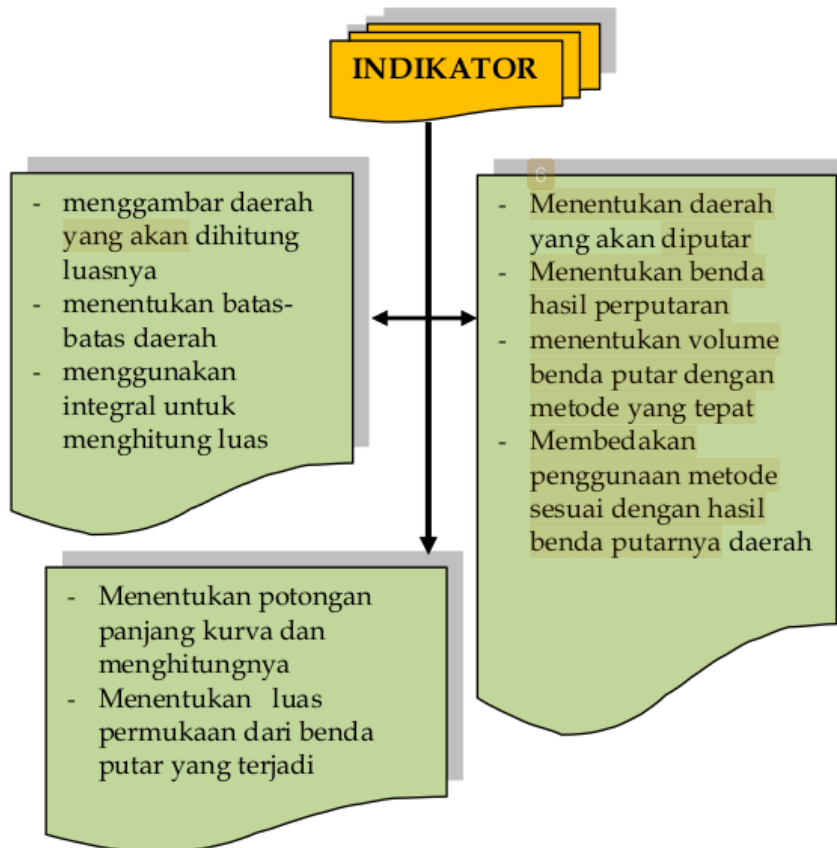 INDIKATOR
- menggambar daerah
yang akan dihitung
luasnya
- menentukan batas-
batas daerah
- menggunakan
integral untuk
menghitung luas
6
- Menentukan daerah
yang akan diputar
- Menentukan benda
hasil perputaran
- menentukan volume
benda putar dengan
metode yang tepat
- Membedakan
penggunaan metode
sesuai dengan hasil
benda putarnya daerah
- Menentukan potongan
panjang kurva dan
menghitungnya
- Menentukan luas
permukaan dari benda
putar yang terjadi